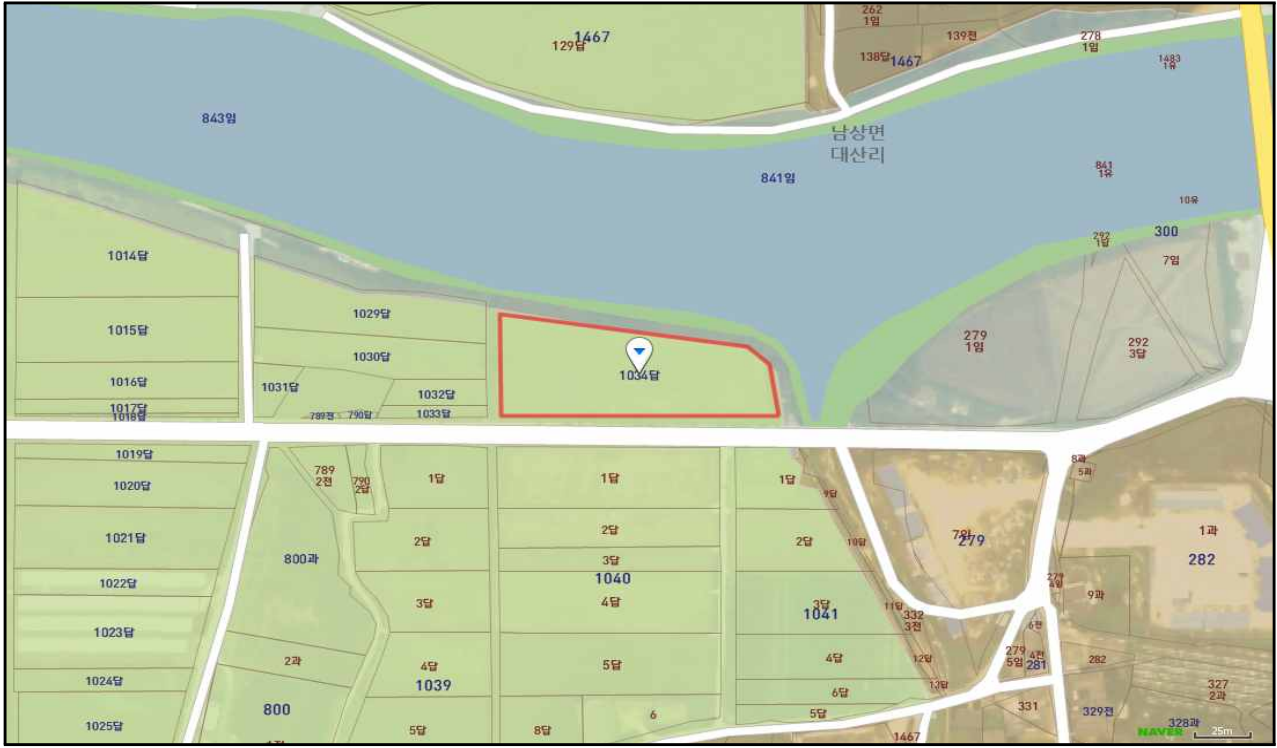 262
1임
1467
129답
139전
278
1임
138답
1467
1483
1유
843임
남상면
대산리
841임
841
1유
10유
300
292
1답
7임
1014답
1029답
1015답
279
1임
292
3답
1030답
1034답
1016답
1031답
1032답
1017답
1018답
789전
790답
1033답
1019답
789
2전
790
2답
1답
1답
1답
8과
5과
1020답
9답
1021답
2답
2답
2답
10답
279
1과
282
800과
3답
1040
1022답
3답
4답
3답
1041
11답
332
3전
279
4임
9과
1023답
6전
2과
4답
1039
5답
4답
12답
279
5임
4전
281
282
1024답
6답
13답
327
2과
800
5답
331
329전
1025답
5답
8답
6
1467
328과
NAVER
25m